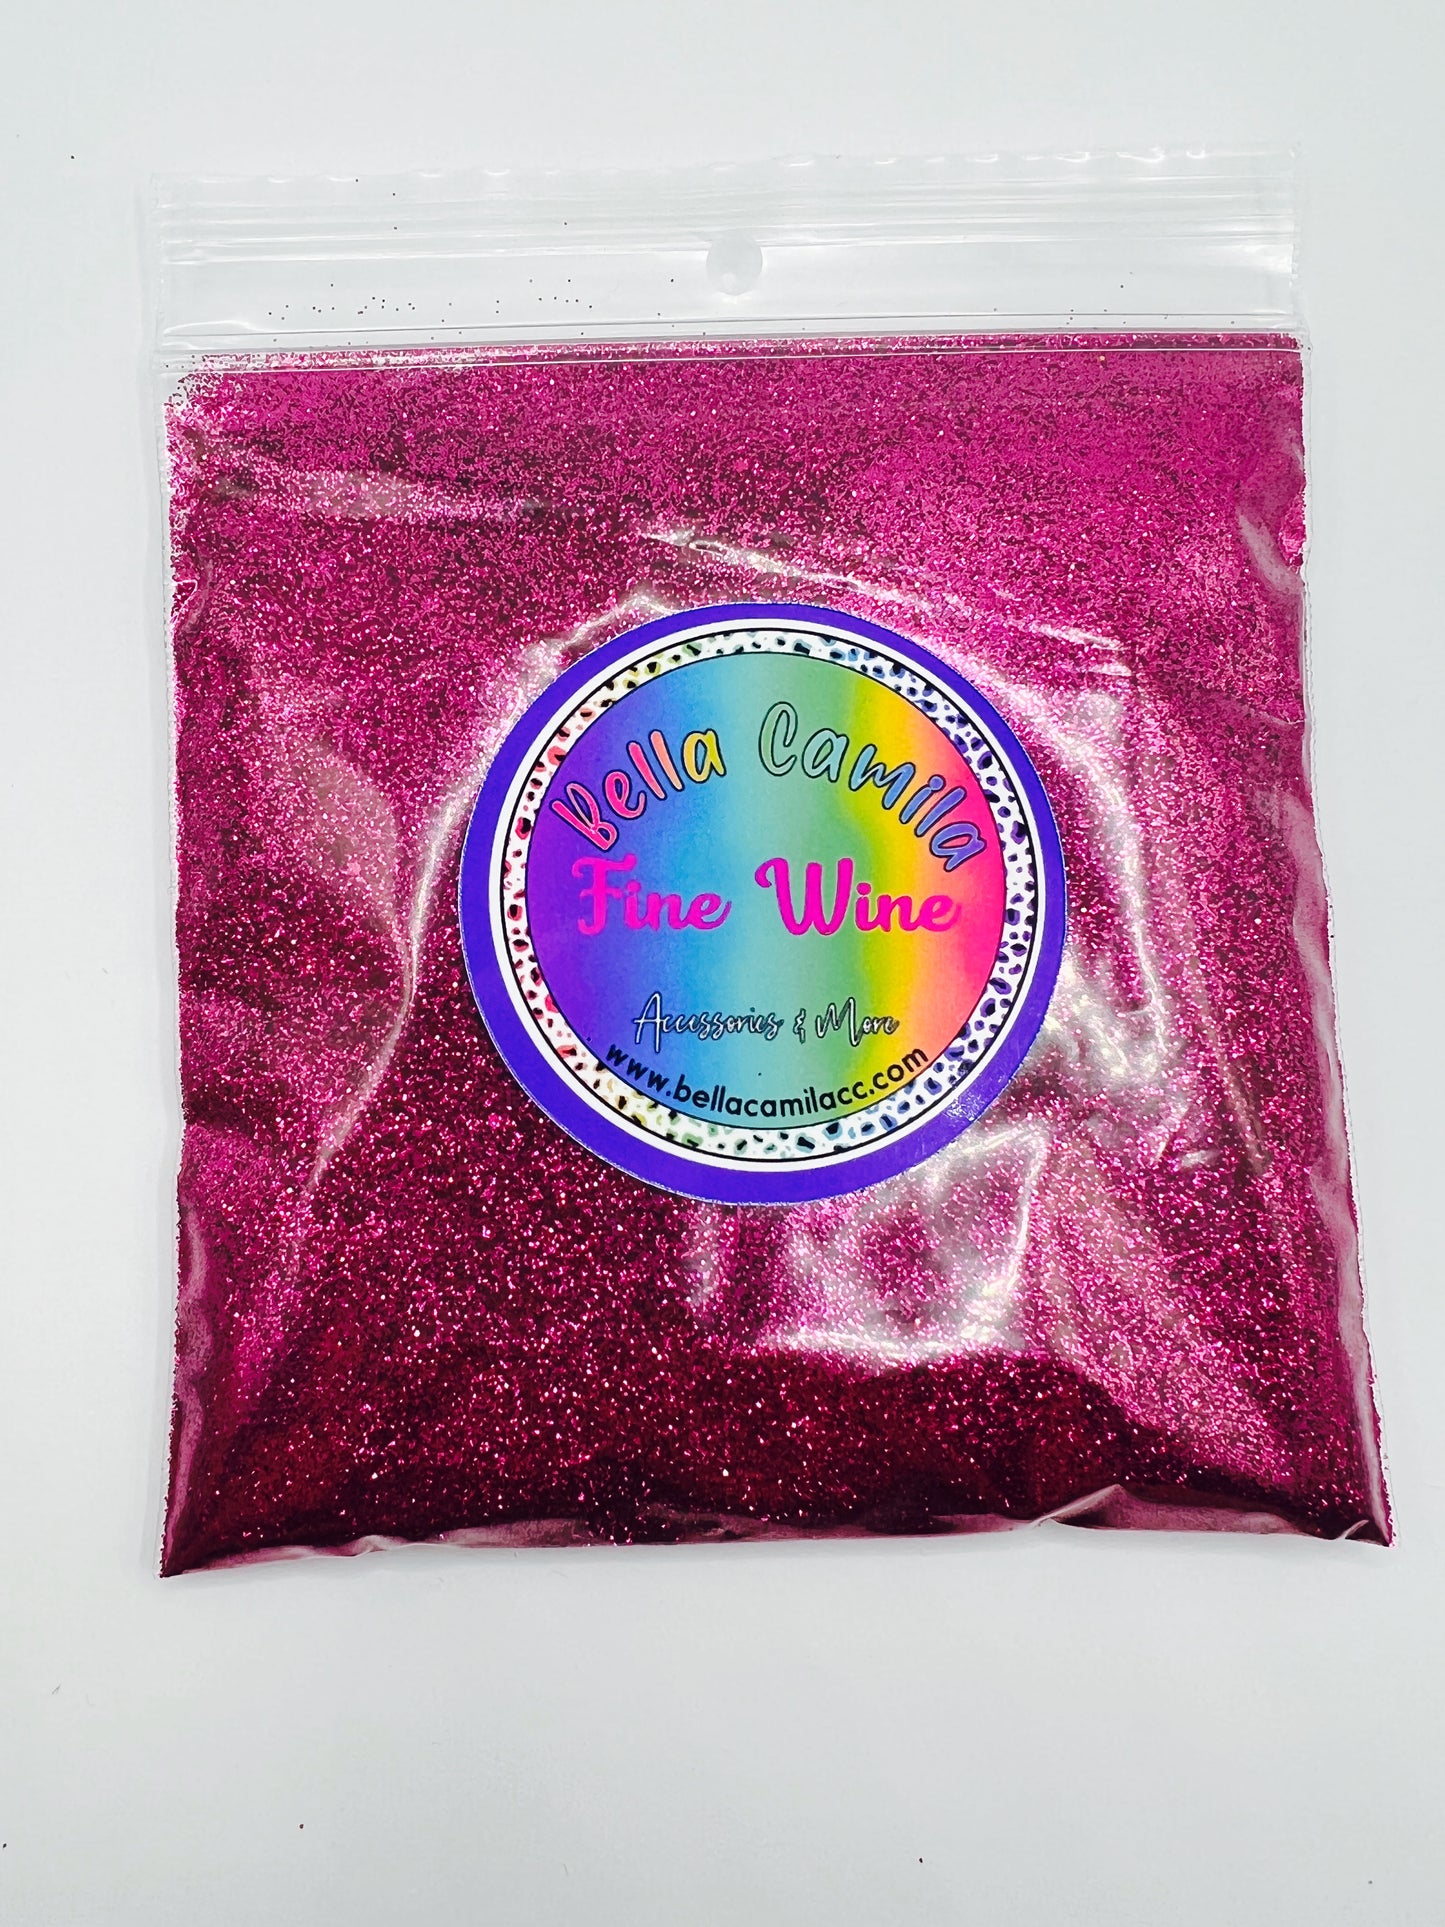 Bella Camila
Fine Wine
Accessories & More
www.bellacamilacc.com